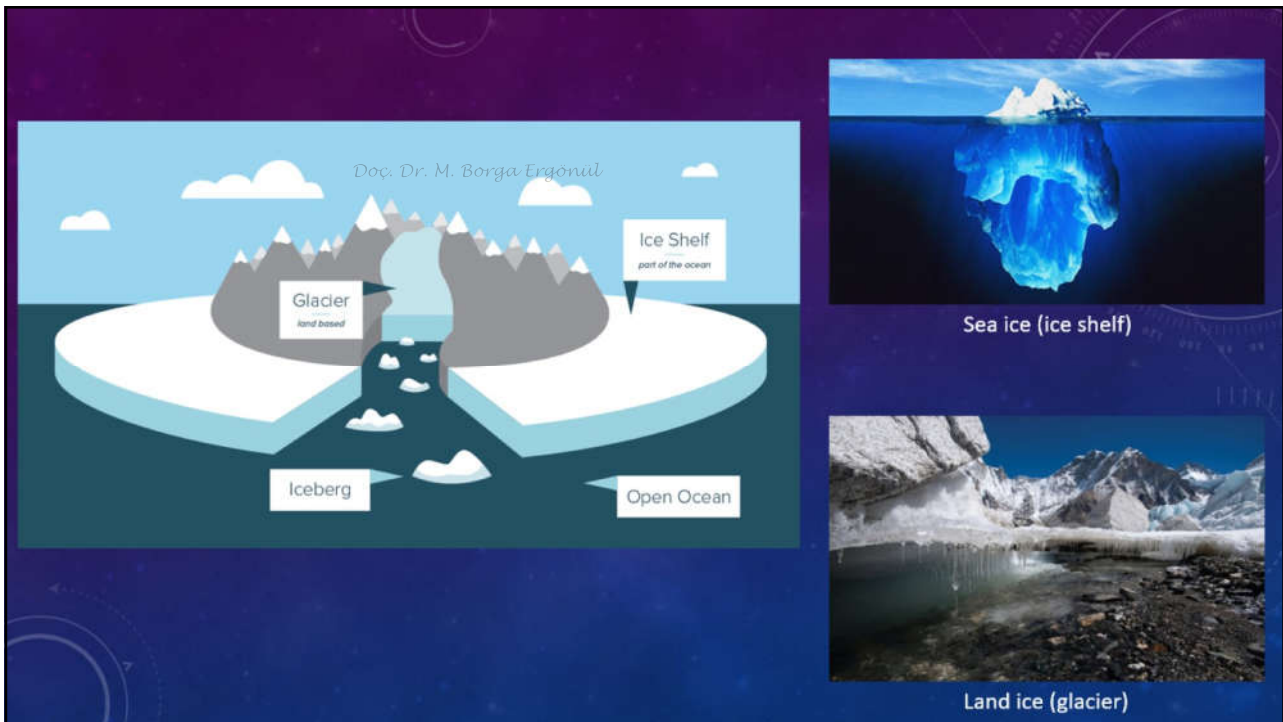 Doç. Dr. M. Borga Ergönül
Ice Shelf
part of the ocean
Glacier
land based
Iceberg
Open Ocean
Sea ice (ice shelf)
Land ice (glacier)